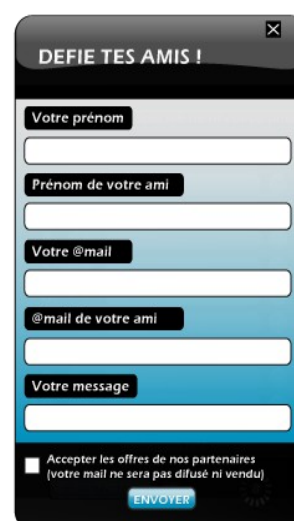 DEFIE TES AMIS !
Votre prénom
Prénom de votre ami
Votre @mail
@mail de votre ami
Votre message
Accepter les offres de nos partenaires
(votre mail ne sera pas difusé ni vendu)
ENVOYER